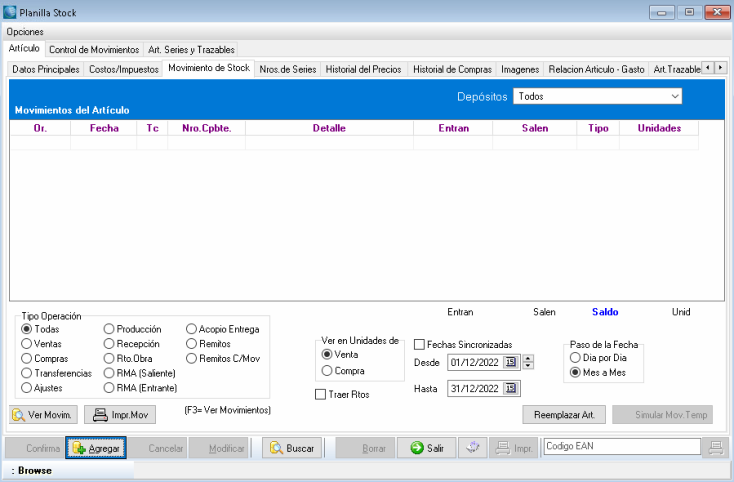 Planilla Stock
Opciones
Artículo Control de Movimientos Art. Series y Trazables
Datos Principales Costos/Impuestos Movimiento de Stock Nros.de Series Historial del Precios Historial de Compras Imagenes Relacion Articulo - Gasto Art.Trazable
Depósitos Todos
Movimientos del Artículo
Or. Fecha Tc Nro.Cpbte. Detalle Entran Salen Tipo Unidades
Entran Salen Saldo Unid
Tipo Operación
Todas Producción Acopio Entrega
Ventas Recepción Remitos
Compras Rto.Obra Remitos C/Mov
Transferencias RMA (Saliente)
Ajustes RMA (Entrante)
Ver en Unidades de
Venta
Compra
Traer Rtos
Fechas Sincronizadas
Desde 01/12/2022 15
Hasta 31/12/2022 15
Paso de la Fecha
Dia por Dia
Mes a Mes
Ver Movim. Impr.Mov (F3= Ver Movimientos) Reemplazar Art. Simular Mov.Temp
Confirma Agregar Cancelar Modificar Buscar Borrar Salir Impr. Codigo EAN
: Browse